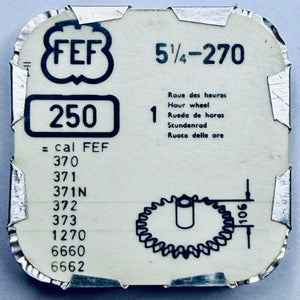 FEF
5¼-270
250
1
Roue des heures
Hour wheel
Rueda de horas
Stundenrad
Ruota delle ore
= cal FEF
370
371
371N
372
373
1270
6660
6662
106